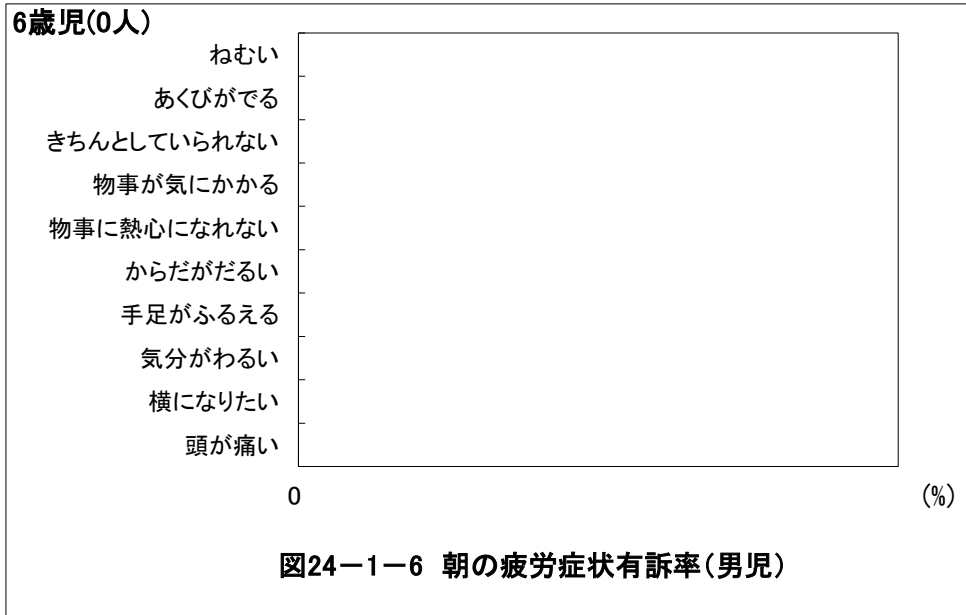 6歳児(0人)
ねむい
あくびがでる
きちんとしていられない
物事が気にかかる
物事に熱心になれない
からだがだるい
手足がふるえる
気分がわるい
横になりたい
頭が痛い
0
(%)
図24－1－6 朝の疲労症状有訴率(男児)